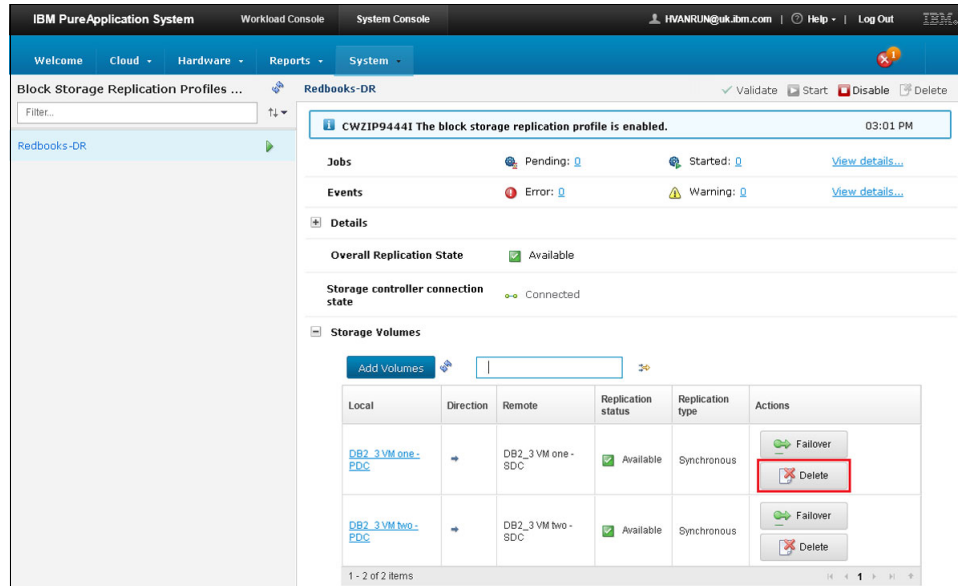 IBM PureApplication System Workload Console System Console HVANRUN@uk.ibm.com | Help | Log Out IBM
Welcome Cloud Hardware Reports System 1
Block Storage Replication Profiles ... Redbooks-DR Validate Start Disable Delete
Filter...
CWZIP9444I The block storage replication profile is enabled. 03:01 PM
Redbooks-DR
Jobs Pending: 0 Started: 0 View details...
Events Error: 0 Warning: 0 View details...
Details
Overall Replication State Available
Storage controller connection state Connected
Storage Volumes
Add Volumes
Local Direction Remote Replication status Replication type Actions
DB2_3 VM one - PDC DB2_3 VM one - SDC Available Synchronous Failover
Delete
DB2_3 VM two - PDC DB2_3 VM two - SDC Available Synchronous Failover
Delete
1 - 2 of 2 items 1